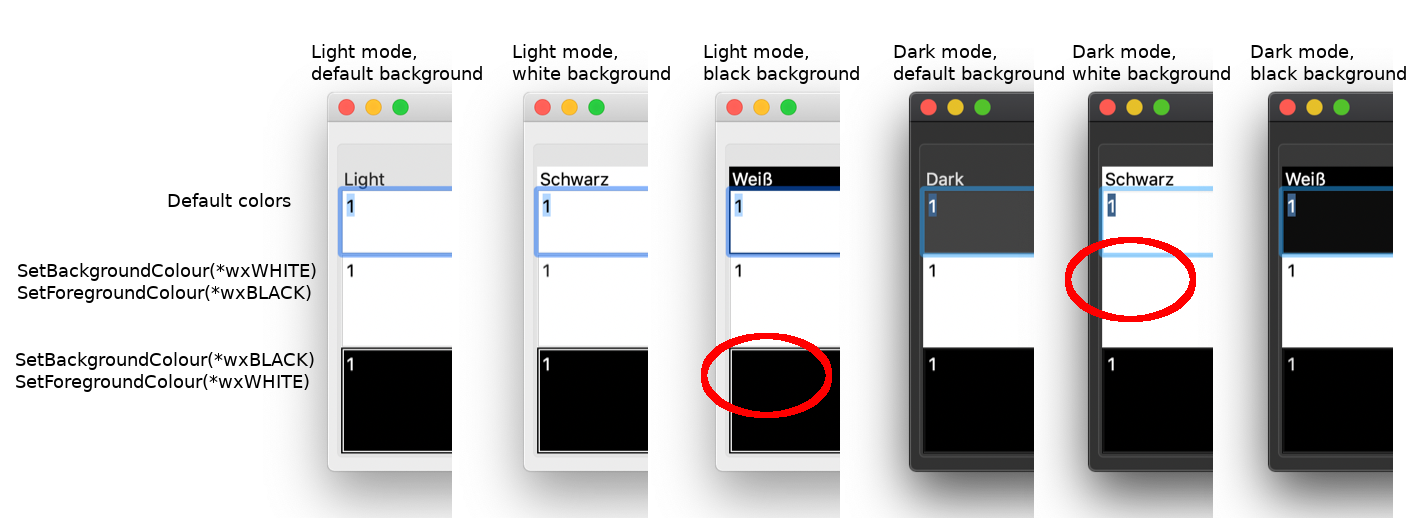 Light mode,
default background
Light mode,
white background
Light mode,
black background
Dark mode,
default background
Dark mode,
white background
Dark mode,
black background
Light
Schwarz
Weiß
Dark
Schwarz
Weiß
Default colors
1
1
1
1
1
1
SetBackgroundColour(*wxWHITE)
SetForegroundColour(*wxBLACK)
1
1
1
1
1
SetBackgroundColour(*wxBLACK)
SetForegroundColour(*wxWHITE)
1
1
1
1
1